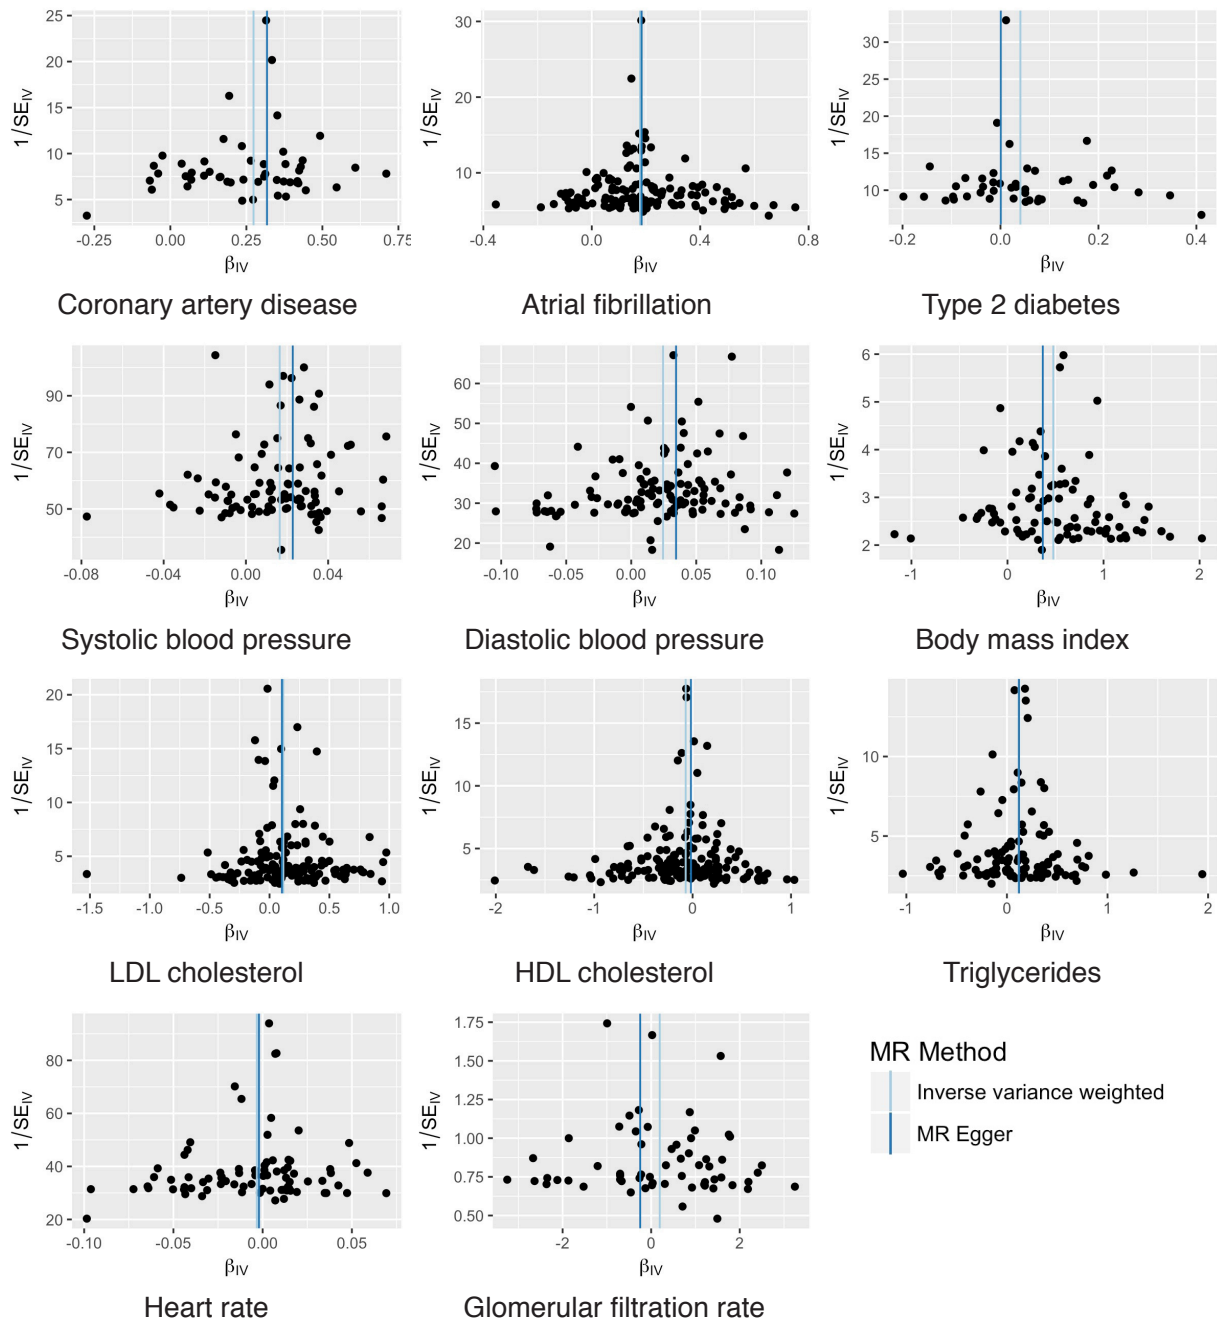 25
20
15
10
5
-0.25 0.00 0.25 0.50 0.75
1/SE_IV
β_IV
Coronary artery disease
30
20
10
-0.4 0.0 0.4 0.8
1/SE_IV
β_IV
Atrial fibrillation
30
25
20
15
10
-0.2 0.0 0.2 0.4
1/SE_IV
β_IV
Type 2 diabetes
90
70
50
-0.08 -0.04 0.00 0.04
1/SE_IV
β_IV
Systolic blood pressure
60
50
40
30
20
-0.10 -0.05 0.00 0.05 0.10
1/SE_IV
β_IV
Diastolic blood pressure
6
5
4
3
2
-1 0 1 2
1/SE_IV
β_IV
Body mass index
20
15
10
5
-1.5 -1.0 -0.5 0.0 0.5 1.0
1/SE_IV
β_IV
LDL cholesterol
15
10
5
-2 -1 0 1
1/SE_IV
β_IV
HDL cholesterol
10
5
-1 0 1 2
1/SE_IV
β_IV
Triglycerides
80
60
40
20
-0.10 -0.05 0.00 0.05
1/SE_IV
β_IV
Heart rate
1.75
1.50
1.25
1.00
0.75
0.50
-2 0 2
1/SE_IV
β_IV
Glomerular filtration rate
MR Method
Inverse variance weighted
MR Egger